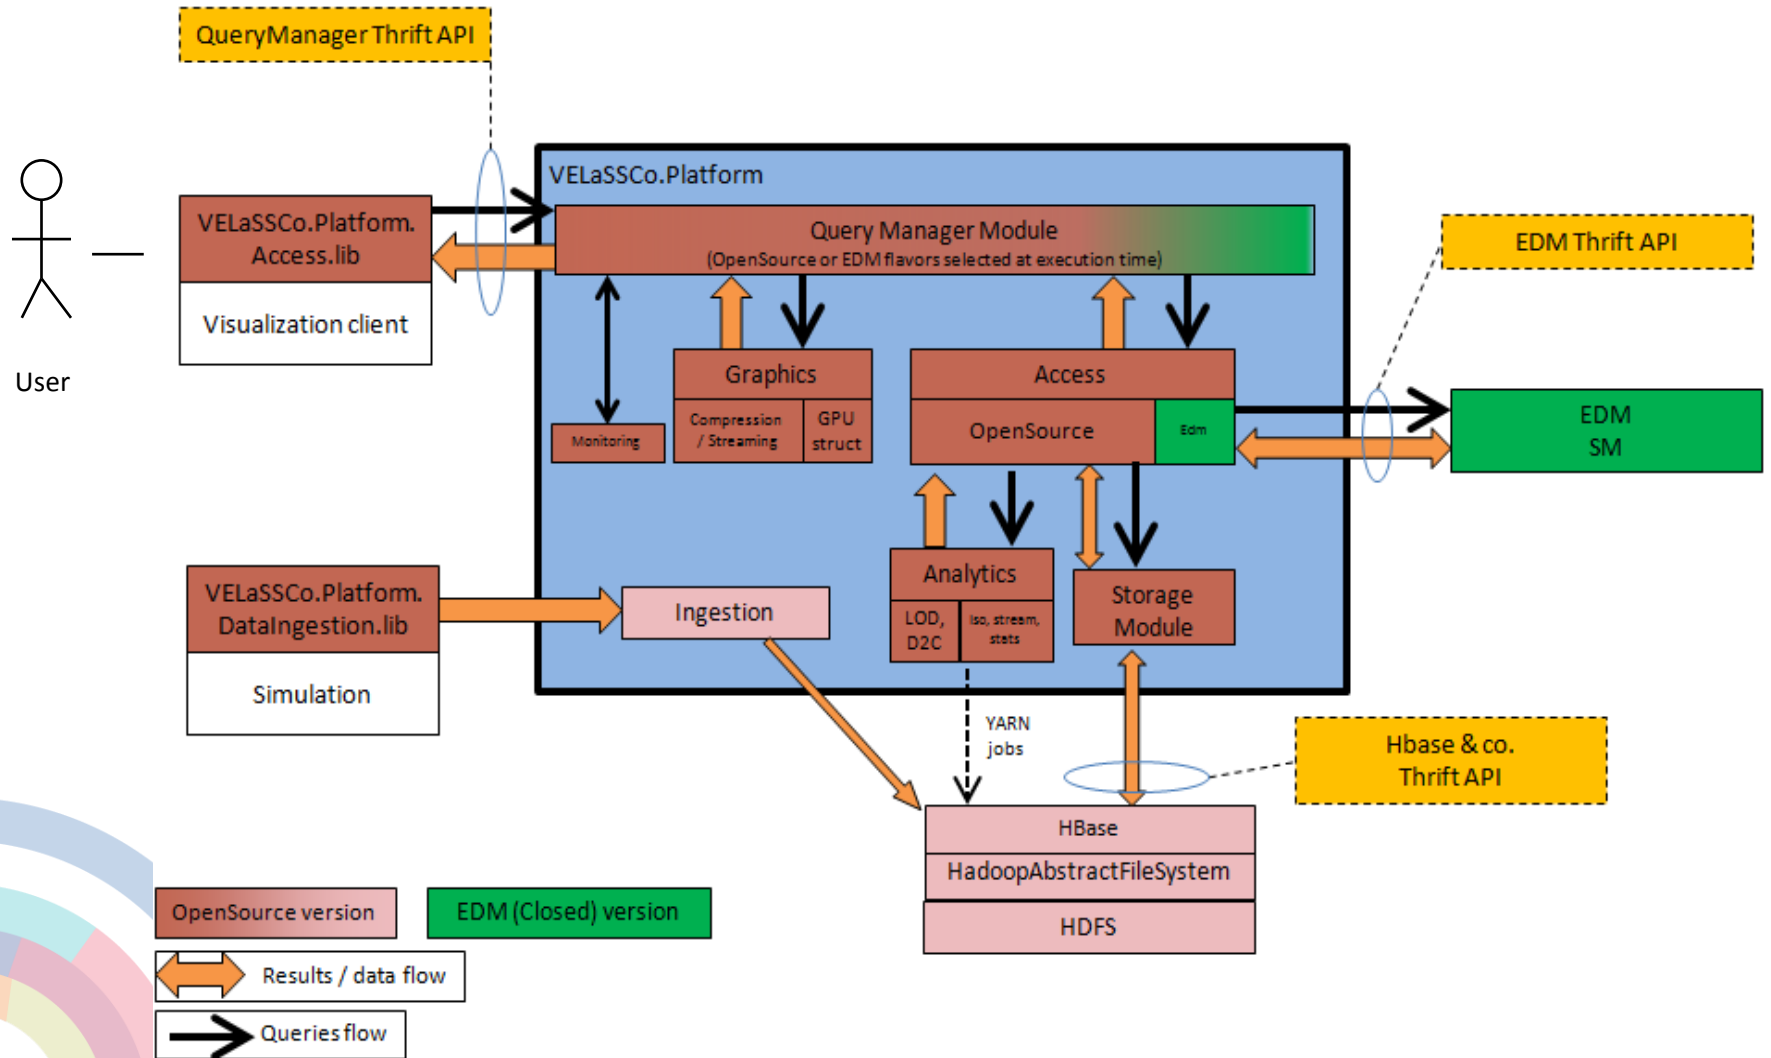 QueryManager Thrift API
VELaSSCo.Platform
VELaSSCo.Platform.
Access.lib
Visualization client
User
Query Manager Module
(OpenSource or EDM flavors selected at execution time)
EDM Thrift API
Graphics
Compression
/ Streaming
GPU
struct
Monitoring
Access
OpenSource
Edm
EDM
SM
VELaSSCo.Platform.
DataIngestion.lib
Simulation
Ingestion
Analytics
LOD,
D2C
Iso, stream,
stats
Storage
Module
YARN
jobs
Hbase & co.
Thrift API
HBase
HadoopAbstractFileSystem
HDFS
OpenSource version
EDM (Closed) version
Results / data flow
Queries flow